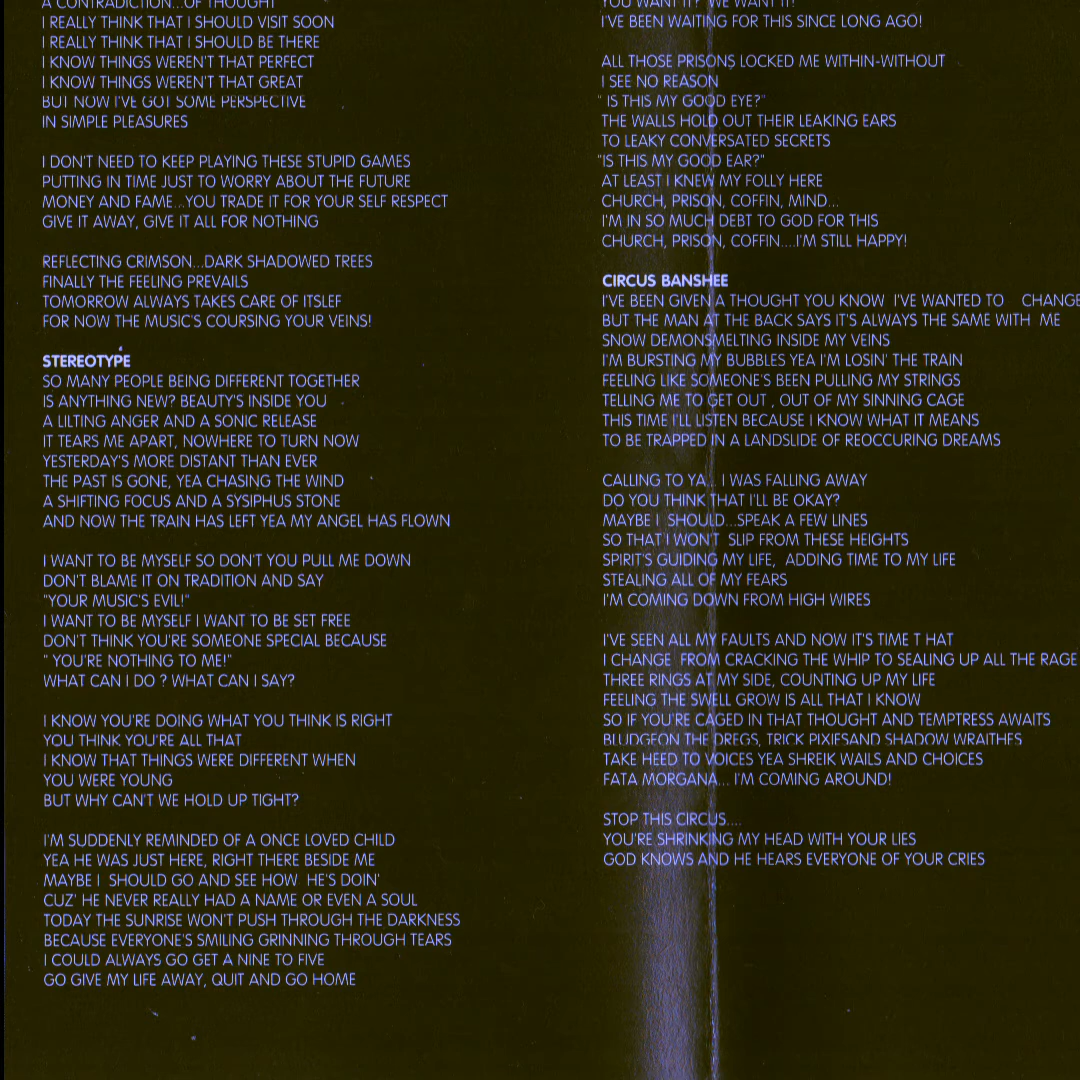 A CONTRADICTION...OF THOUGHT
I REALLY THINK THAT I SHOULD VISIT SOON
I REALLY THINK THAT I SHOULD BE THERE
I KNOW THINGS WEREN'T THAT PERFECT
I KNOW THINGS WEREN'T THAT GREAT
BUT NOW I'VE GOT SOME PERSPECTIVE
IN SIMPLE PLEASURES
I DON'T NEED TO KEEP PLAYING THESE STUPID GAMES
PUTTING IN TIME JUST TO WORRY ABOUT THE FUTURE
MONEY AND FAME...YOU TRADE IT FOR YOUR SELF RESPECT
GIVE IT AWAY, GIVE IT ALL FOR NOTHING
REFLECTING CRIMSON...DARK SHADOWED TREES
FINALLY THE FEELING PREVAILS
TOMORROW ALWAYS TAKES CARE OF ITSLEF
FOR NOW THE MUSIC'S COURSING YOUR VEINS!
STEREOTYPE
SO MANY PEOPLE BEING DIFFERENT TOGETHER
IS ANYTHING NEW? BEAUTY'S INSIDE YOU
A LILTING ANGER AND A SONIC RELEASE
IT TEARS ME APART, NOWHERE TO TURN NOW
YESTERDAY'S MORE DISTANT THAN EVER
THE PAST IS GONE, YEA CHASING THE WIND
A SHIFTING FOCUS AND A SYSIPHUS STONE
AND NOW THE TRAIN HAS LEFT YEA MY ANGEL HAS FLOWN
I WANT TO BE MYSELF SO DON'T YOU PULL ME DOWN
DON'T BLAME IT ON TRADITION AND SAY
"YOUR MUSIC'S EVIL!"
I WANT TO BE MYSELF I WANT TO BE SET FREE
DON'T THINK YOU'RE SOMEONE SPECIAL BECAUSE
" YOU'RE NOTHING TO ME!"
WHAT CAN I DO ? WHAT CAN I SAY?
I KNOW YOU'RE DOING WHAT YOU THINK IS RIGHT
YOU THINK YOU'RE ALL THAT
I KNOW THAT THINGS WERE DIFFERENT WHEN
YOU WERE YOUNG
BUT WHY CAN'T WE HOLD UP TIGHT?
I'M SUDDENLY REMINDED OF A ONCE LOVED CHILD
YEA HE WAS JUST HERE, RIGHT THERE BESIDE ME
MAYBE I SHOULD GO AND SEE HOW HE'S DOIN'
CUZ' HE NEVER REALLY HAD A NAME OR EVEN A SOUL
TODAY THE SUNRISE WON'T PUSH THROUGH THE DARKNESS
BECAUSE EVERYONE'S SMILING GRINNING THROUGH TEARS
I COULD ALWAYS GO GET A NINE TO FIVE
GO GIVE MY LIFE AWAY, QUIT AND GO HOME
YOU WANT IT? WE WANT IT!
I'VE BEEN WAITING FOR THIS SINCE LONG AGO!
ALL THOSE PRISONS LOCKED ME WITHIN-WITHOUT
I SEE NO REASON
" IS THIS MY GOOD EYE?"
THE WALLS HOLD OUT THEIR LEAKING EARS
TO LEAKY CONVERSATED SECRETS
"IS THIS MY GOOD EAR?"
AT LEAST I KNEW MY FOLLY HERE
CHURCH, PRISON, COFFIN, MIND...
I'M IN SO MUCH DEBT TO GOD FOR THIS
CHURCH, PRISON, COFFIN....I'M STILL HAPPY!
CIRCUS BANSHEE
I'VE BEEN GIVEN A THOUGHT YOU KNOW I'VE WANTED TO CHANGE
BUT THE MAN AT THE BACK SAYS IT'S ALWAYS THE SAME WITH ME
SNOW DEMONSMELTING INSIDE MY VEINS
I'M BURSTING MY BUBBLES YEA I'M LOSIN' THE TRAIN
FEELING LIKE SOMEONE'S BEEN PULLING MY STRINGS
TELLING ME TO GET OUT , OUT OF MY SINNING CAGE
THIS TIME I'LL LISTEN BECAUSE I KNOW WHAT IT MEANS
TO BE TRAPPED IN A LANDSLIDE OF REOCCURING DREAMS
CALLING TO YA... I WAS FALLING AWAY
DO YOU THINK THAT I'LL BE OKAY?
MAYBE I SHOULD...SPEAK A FEW LINES
SO THAT I WON'T SLIP FROM THESE HEIGHTS
SPIRIT'S GUIDING MY LIFE, ADDING TIME TO MY LIFE
STEALING ALL OF MY FEARS
I'M COMING DOWN FROM HIGH WIRES
I'VE SEEN ALL MY FAULTS AND NOW IT'S TIME T HAT
I CHANGE FROM CRACKING THE WHIP TO SEALING UP ALL THE RAGE
THREE RINGS AT MY SIDE, COUNTING UP MY LIFE
FEELING THE SWELL GROW IS ALL THAT I KNOW
SO IF YOU'RE CAGED IN THAT THOUGHT AND TEMPTRESS AWAITS
BLUDGEON THE DREGS, TRICK PIXIESAND SHADOW WRAITHES
TAKE HEED TO VOICES YEA SHREIK WAILS AND CHOICES
FATA MORGANA... I'M COMING AROUND!
STOP THIS CIRCUS....
YOU'RE SHRINKING MY HEAD WITH YOUR LIES
GOD KNOWS AND HE HEARS EVERYONE OF YOUR CRIES